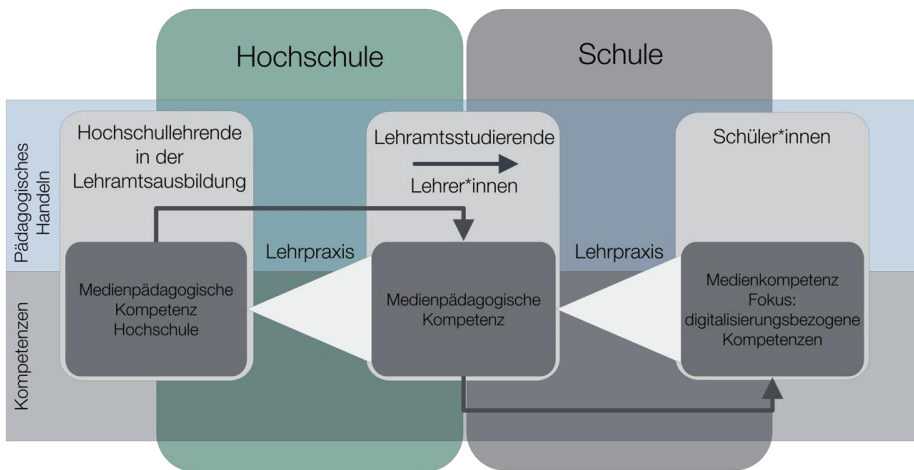 Hochschule
Schule
Pädagogisches
Handeln
Hochschullehrende
in der
Lehramtsausbildung
Lehramtsstudierende
Lehrer*innen
Schüler*innen
Lehrpraxis
Lehrpraxis
Kompetenzen
Medienpädagogische
Kompetenz
Hochschule
Medienpädagogische
Kompetenz
Medienkompetenz
Fokus:
digitalisierungsbezogene
Kompetenzen